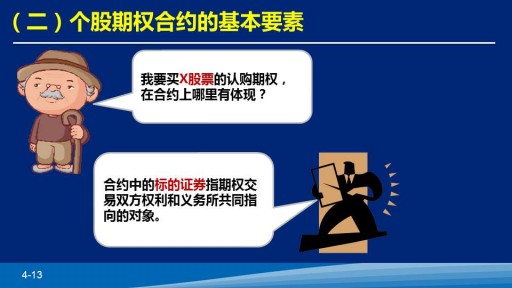 （二）个股期权合约的基本要素
我要买X股票的认购期权，
在合约上哪里有体现？
合约中的标的证券指期权交
易双方权利和义务所共同指
向的对象。
4-13